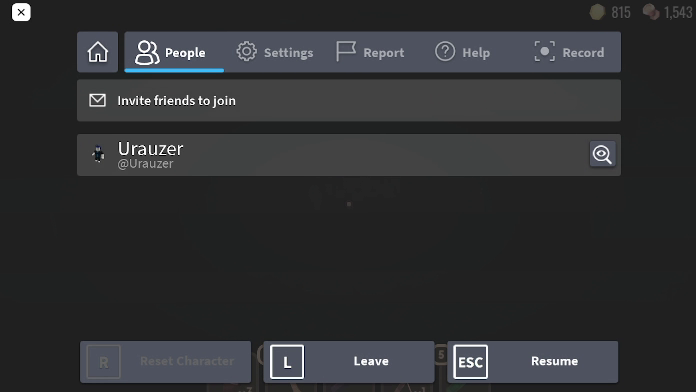 815 1,543
People Settings Report Help Record
Invite friends to join
Urauzer
@Urauzer
R Reset Character L Leave ESC Resume
5